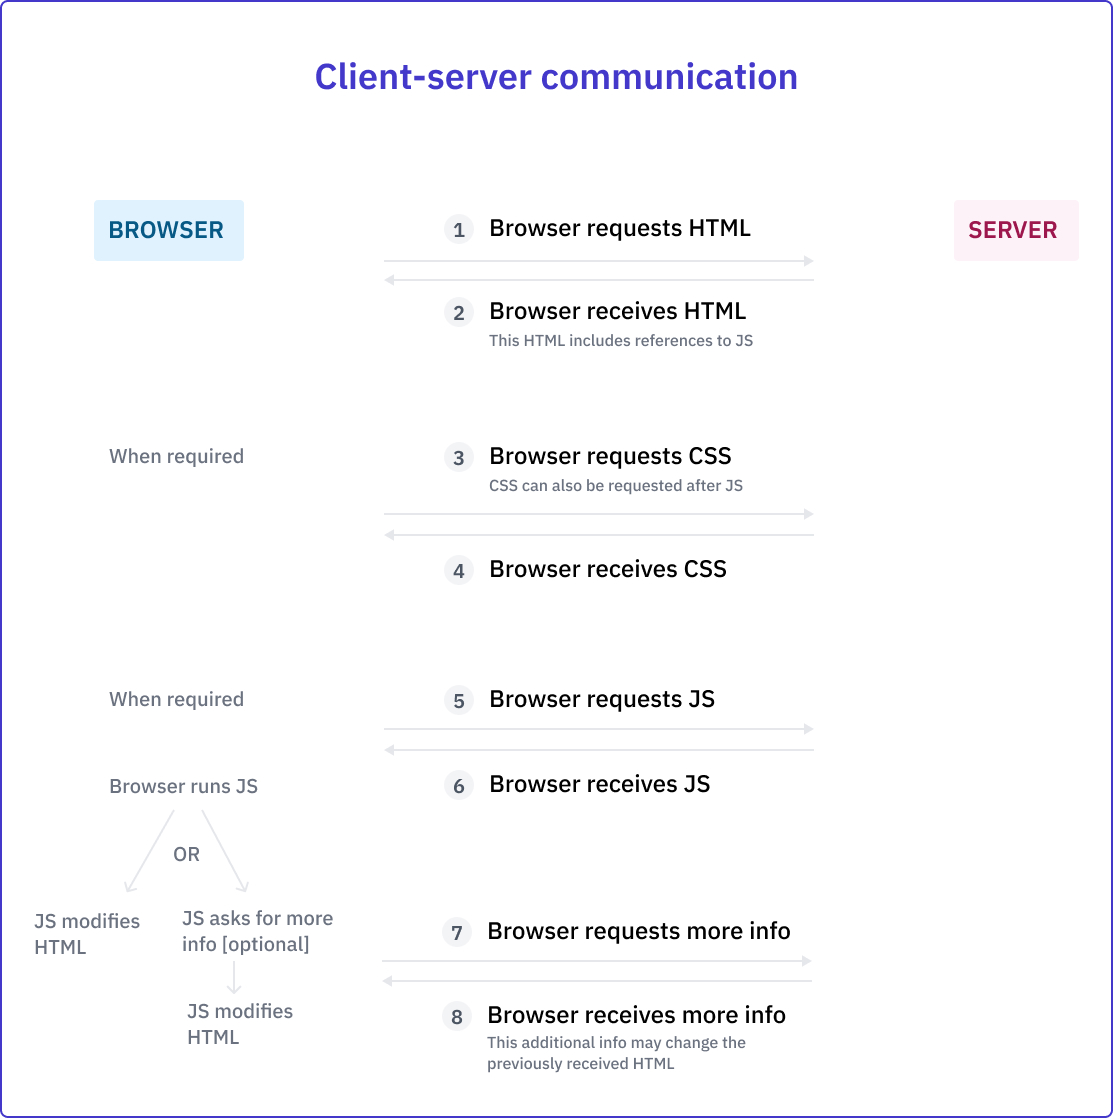 Client-server communication
BROWSER
SERVER
1 Browser requests HTML
2 Browser receives HTML
This HTML includes references to JS
When required
3 Browser requests CSS
CSS can also be requested after JS
4 Browser receives CSS
When required
5 Browser requests JS
Browser runs JS
6 Browser receives JS
OR
JS modifies
HTML
JS asks for more
info [optional]
7 Browser requests more info
JS modifies
HTML
8 Browser receives more info
This additional info may change the
previously received HTML